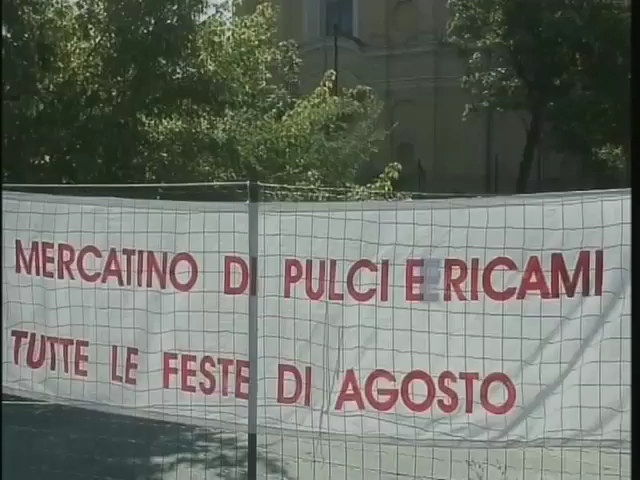 MERCATINO DI PULCI E RICAMI
TUTTE LE FESTE DI AGOSTO